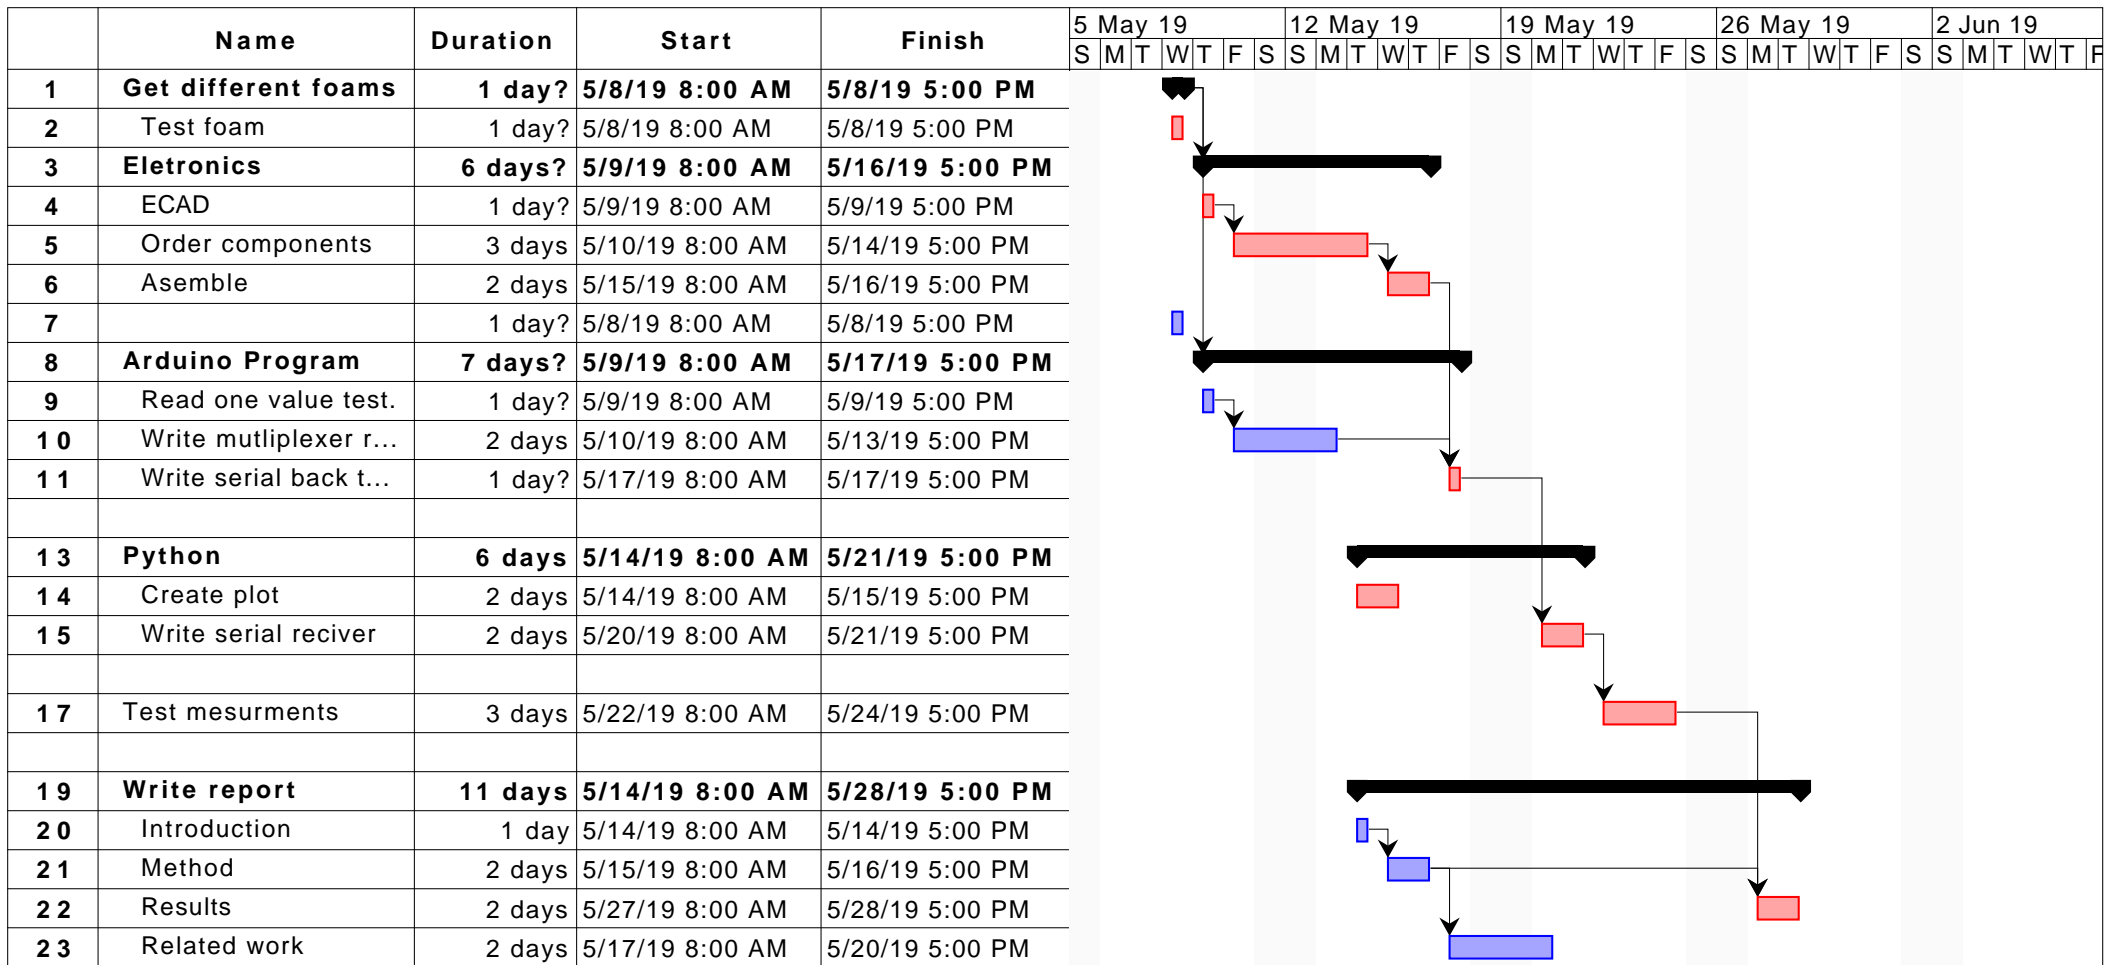 5 May 19 12 May 19 19 May 19 26 May 19 2 Jun 19
Name Duration Start Finish
S M T W T F S S M T W T F S S M T W T F S S M T W T F S S M T W T F
1 Get different foams 1 day? 5/8/19 8:00 AM 5/8/19 5:00 PM
2 Test foam 1 day? 5/8/19 8:00 AM 5/8/19 5:00 PM
3 Eletronics 6 days? 5/9/19 8:00 AM 5/16/19 5:00 PM
4 ECAD 1 day? 5/9/19 8:00 AM 5/9/19 5:00 PM
5 Order components 3 days 5/10/19 8:00 AM 5/14/19 5:00 PM
6 Asemble 2 days 5/15/19 8:00 AM 5/16/19 5:00 PM
7 1 day? 5/8/19 8:00 AM 5/8/19 5:00 PM
8 Arduino Program 7 days? 5/9/19 8:00 AM 5/17/19 5:00 PM
9 Read one value test. 1 day? 5/9/19 8:00 AM 5/9/19 5:00 PM
10 Write mutliplexer r... 2 days 5/10/19 8:00 AM 5/13/19 5:00 PM
11 Write serial back t... 1 day? 5/17/19 8:00 AM 5/17/19 5:00 PM
13 Python 6 days 5/14/19 8:00 AM 5/21/19 5:00 PM
14 Create plot 2 days 5/14/19 8:00 AM 5/15/19 5:00 PM
15 Write serial reciver 2 days 5/20/19 8:00 AM 5/21/19 5:00 PM
17 Test mesurments 3 days 5/22/19 8:00 AM 5/24/19 5:00 PM
19 Write report 11 days 5/14/19 8:00 AM 5/28/19 5:00 PM
20 Introduction 1 day 5/14/19 8:00 AM 5/14/19 5:00 PM
21 Method 2 days 5/15/19 8:00 AM 5/16/19 5:00 PM
22 Results 2 days 5/27/19 8:00 AM 5/28/19 5:00 PM
23 Related work 2 days 5/17/19 8:00 AM 5/20/19 5:00 PM